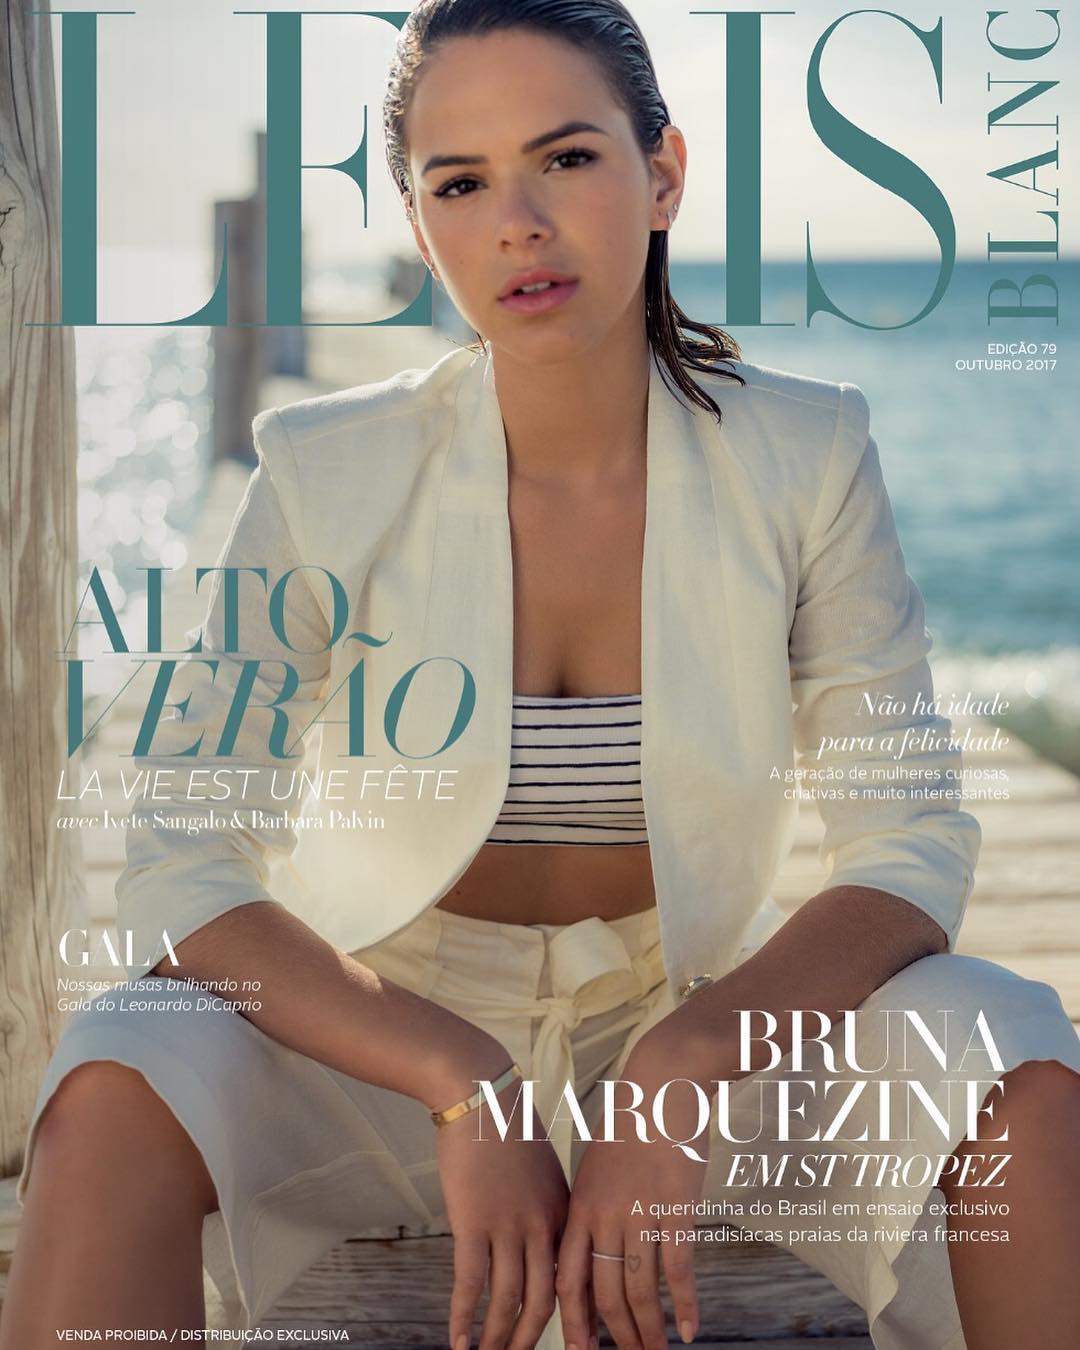 LE LIS
BLANC
EDIÇÃO 79
OUTUBRO 2017
ALTO
VERÃO
LA VIE EST UNE FÊTE
avec Ivete Sangalo & Barbara Palvin
Não há idade
para a felicidade
A geração de mulheres curiosas,
criativas e muito interessantes
GALA
Nossas musas brilhando no
Gala do Leonardo DiCaprio
BRUNA
MARQUEZINE
EM ST TROPEZ
A queridinha do Brasil em ensaio exclusivo
nas paradisíacas praias da riviera francesa
VENDA PROIBIDA / DISTRIBUIÇÃO EXCLUSIVA